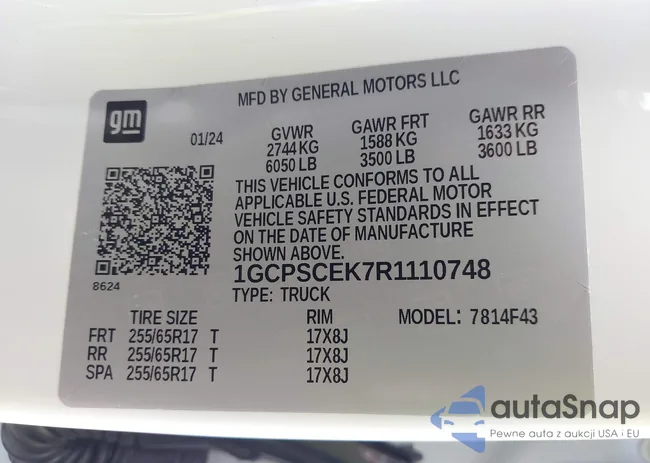 MFD BY GENERAL MOTORS LLC
gm
01/24
GVWR GAWR FRT GAWR RR
2744 KG 1588 KG 1633 KG
6050 LB 3500 LB 3600 LB
THIS VEHICLE CONFORMS TO ALL
APPLICABLE U.S. FEDERAL MOTOR
VEHICLE SAFETY STANDARDS IN EFFECT
ON THE DATE OF MANUFACTURE
SHOWN ABOVE.
8624
1GCPSCEK7R1110748
TYPE: TRUCK
TIRE SIZE RIM MODEL: 7814F43
FRT 255/65R17 T 17X8J
RR 255/65R17 T 17X8J
SPA 255/65R17 T 17X8J
autaSnap
Pewne auta z aukcji USA i EU